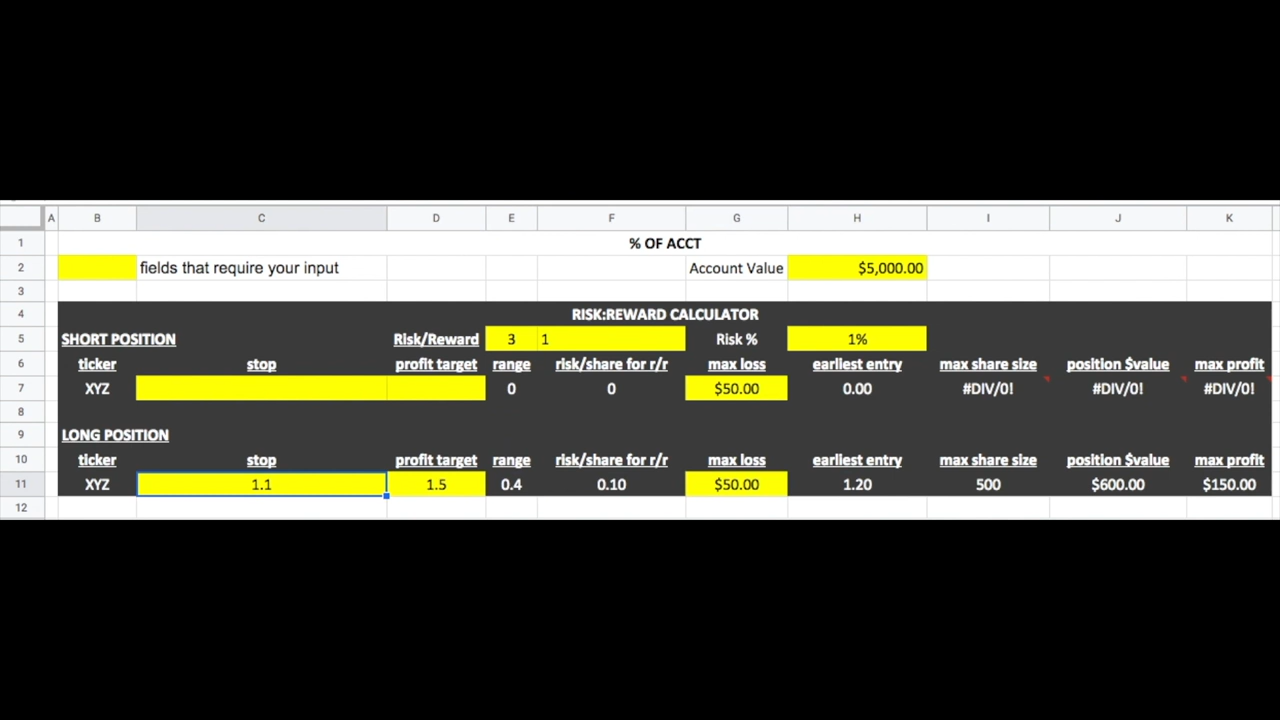 A B C D E F G H I J K
1 % OF ACCT
2 fields that require your input Account Value $5,000.00
3
4 RISK:REWARD CALCULATOR
5 SHORT POSITION Risk/Reward 3 1 Risk % 1%
6 ticker stop profit target range risk/share for r/r max loss earliest entry max share size position $value max profit
7 XYZ 0 0 $50.00 0.00 #DIV/0! #DIV/0! #DIV/0!
8
9 LONG POSITION
10 ticker stop profit target range risk/share for r/r max loss earliest entry max share size position $value max profit
11 XYZ 1.1 1.5 0.4 0.10 $50.00 1.20 500 $600.00 $150.00
12